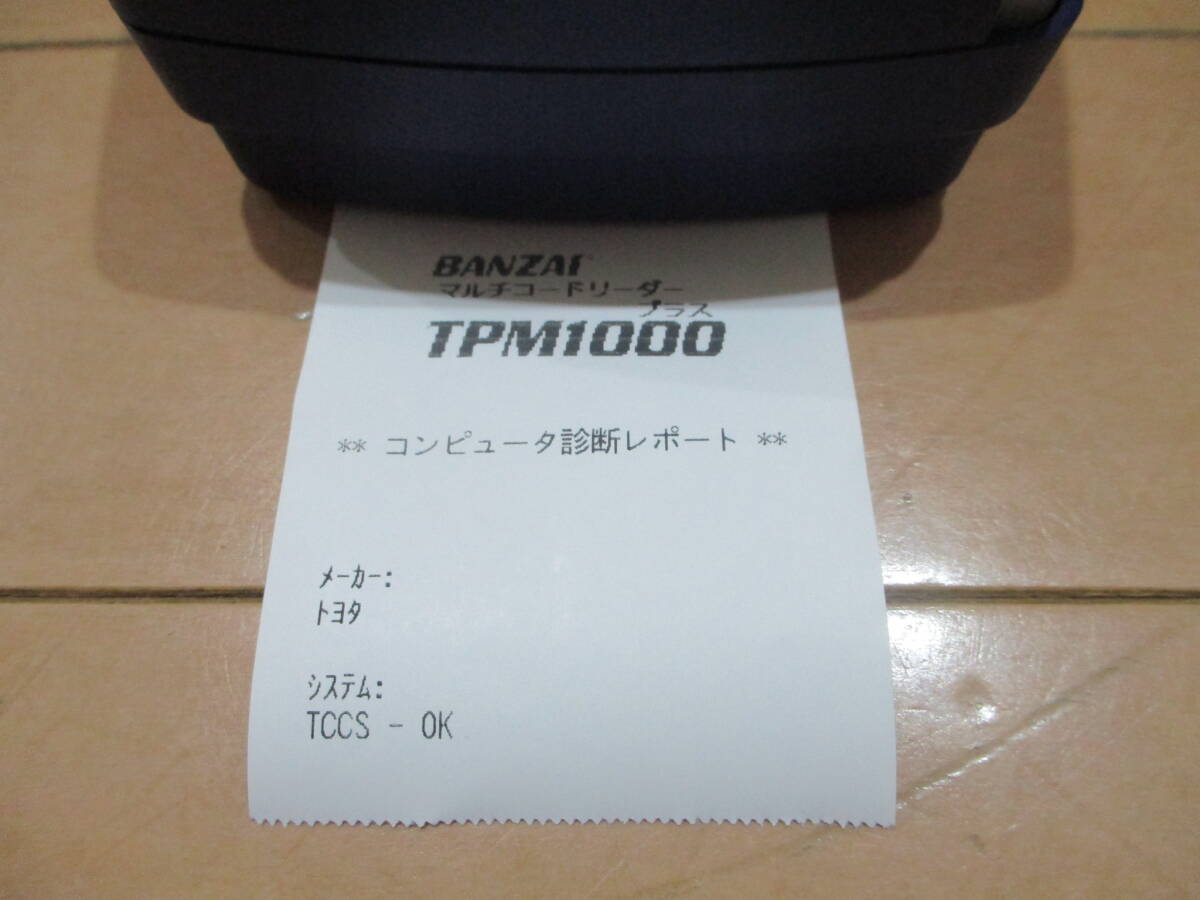 BANZAI
マルチコードリーダー
プラス
TPM1000
** コンピュータ診断レポート **
ﾒｰｶｰ:
ﾄﾖﾀ
ｼｽﾃﾑ:
TCCS - OK